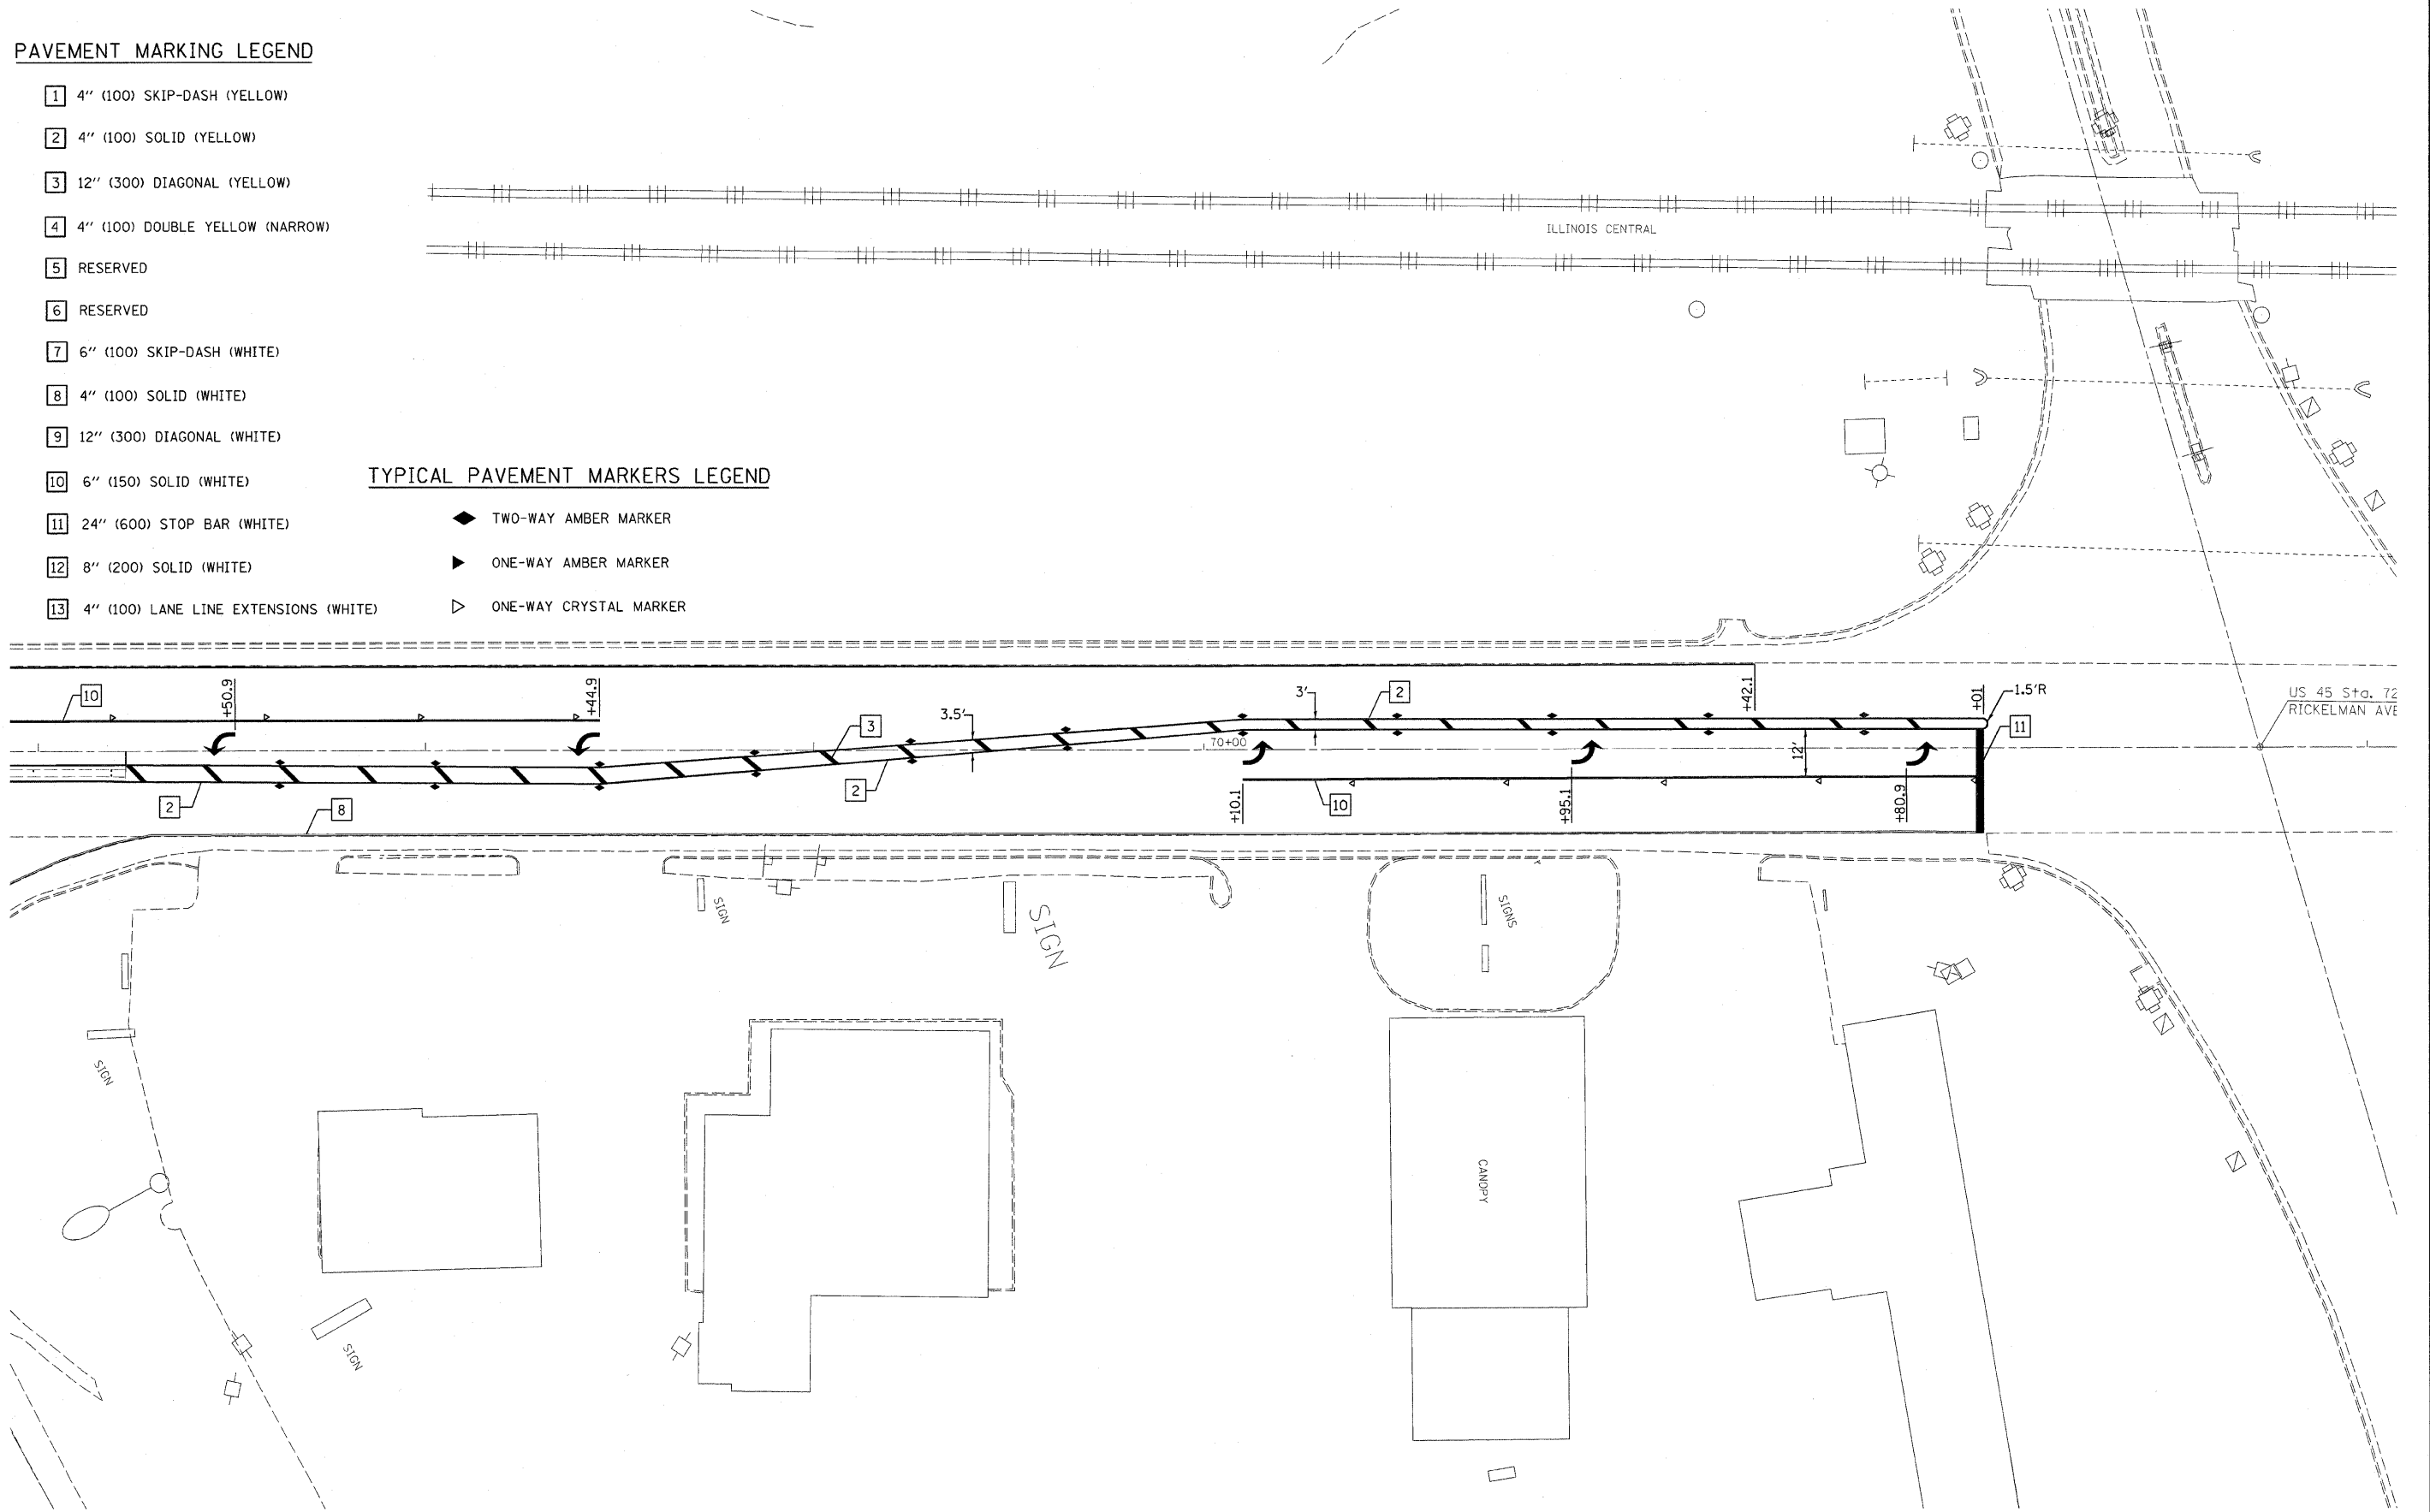 PAVEMENT MARKING LEGEND
1 4" (100) SKIP-DASH (YELLOW)
2 4" (100) SOLID (YELLOW)
3 12" (300) DIAGONAL (YELLOW)
4 4" (100) DOUBLE YELLOW (NARROW)
5 RESERVED
6 RESERVED
7 6" (100) SKIP-DASH (WHITE)
8 4" (100) SOLID (WHITE)
9 12" (300) DIAGONAL (WHITE)
10 6" (150) SOLID (WHITE)
11 24" (600) STOP BAR (WHITE)
12 8" (200) SOLID (WHITE)
13 4" (100) LANE LINE EXTENSIONS (WHITE)
TYPICAL PAVEMENT MARKERS LEGEND
TWO-WAY AMBER MARKER
ONE-WAY AMBER MARKER
ONE-WAY CRYSTAL MARKER
ILLINOIS CENTRAL
10
+50.9
+44.9
3.5'
3
3'
2
+42.1
+01
1.5'R
11
US 45 Sta. 72
RICKELMAN AVE
70+00
12'
2
8
2
+10.1
10
+95.1
+80.9
SIGN
SIGN
SIGNS
SIGN
SIGN
CANOPY